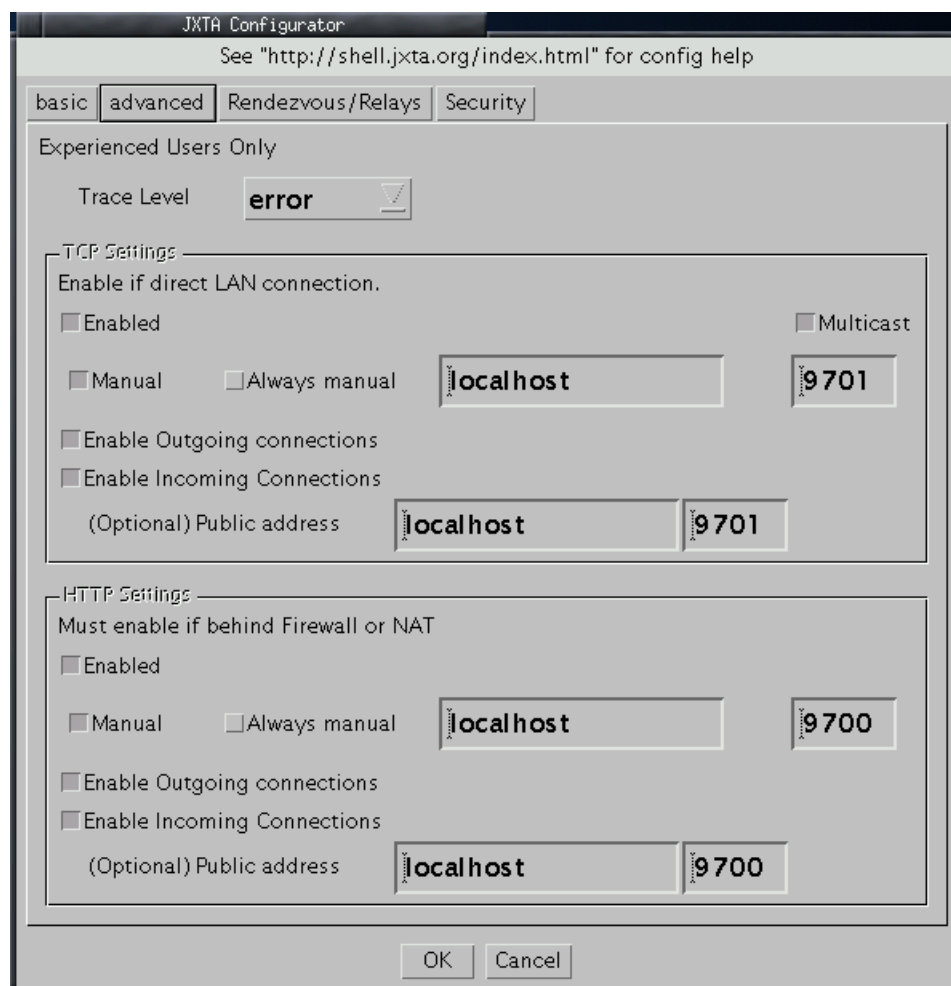 JXTA Configurator
See "http://shell.jxta.org/index.html" for config help
basic advanced Rendezvous/Relays Security
Experienced Users Only
Trace Level error
TCP Settings
Enable if direct LAN connection.
Enabled Multicast
Manual Always manual localhost 9701
Enable Outgoing connections
Enable Incoming Connections
(Optional) Public address localhost 9701
HTTP Settings
Must enable if behind Firewall or NAT
Enabled
Manual Always manual localhost 9700
Enable Outgoing connections
Enable Incoming Connections
(Optional) Public address localhost 9700
OK Cancel